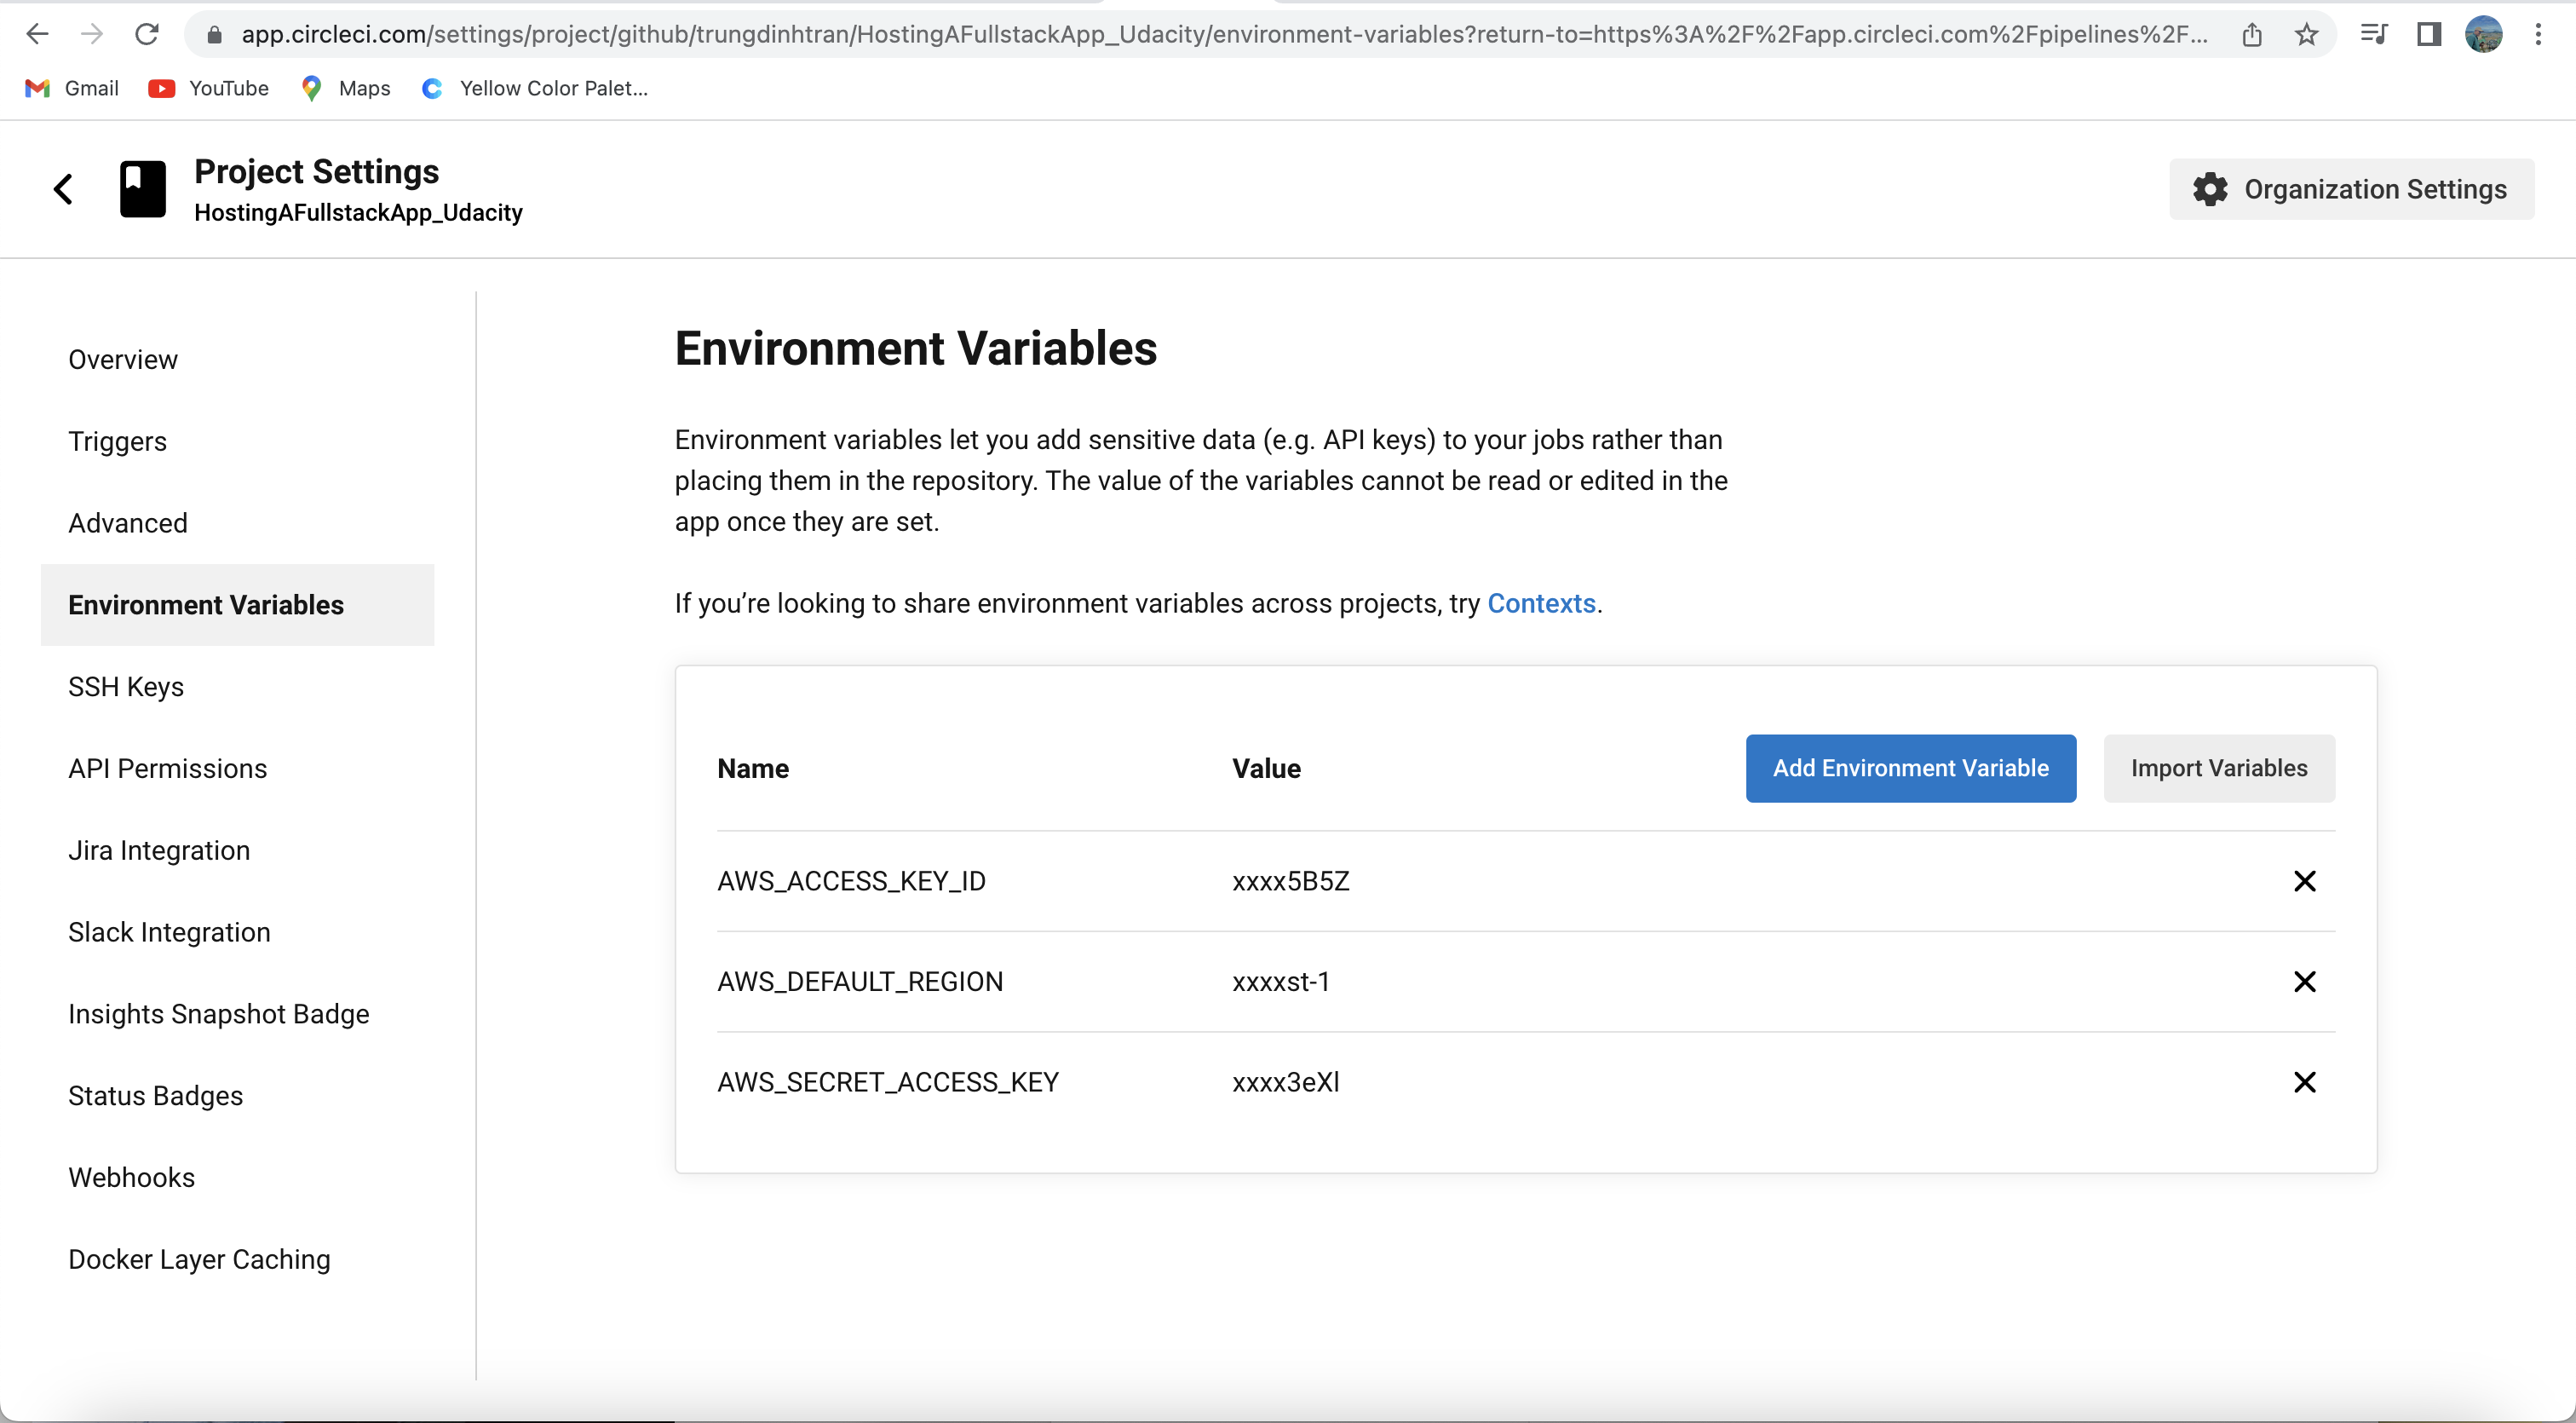 app.circleci.com/settings/project/github/trungdinhtran/HostingAFullstackApp_Udacity/environment-variables?return-to=https%3A%2F%2Fapp.circleci.com%2Fpipelines%2F...
Gmail YouTube Maps Yellow Color Palet...
Project Settings
HostingAFullstackApp_Udacity
Organization Settings
Overview
Triggers
Advanced
Environment Variables
SSH Keys
API Permissions
Jira Integration
Slack Integration
Insights Snapshot Badge
Status Badges
Webhooks
Docker Layer Caching
Environment Variables
Environment variables let you add sensitive data (e.g. API keys) to your jobs rather than
placing them in the repository. The value of the variables cannot be read or edited in the
app once they are set.
If you’re looking to share environment variables across projects, try Contexts.
Name Value Add Environment Variable Import Variables
AWS_ACCESS_KEY_ID xxxx5B5Z
AWS_DEFAULT_REGION xxxxst-1
AWS_SECRET_ACCESS_KEY xxxx3eXl